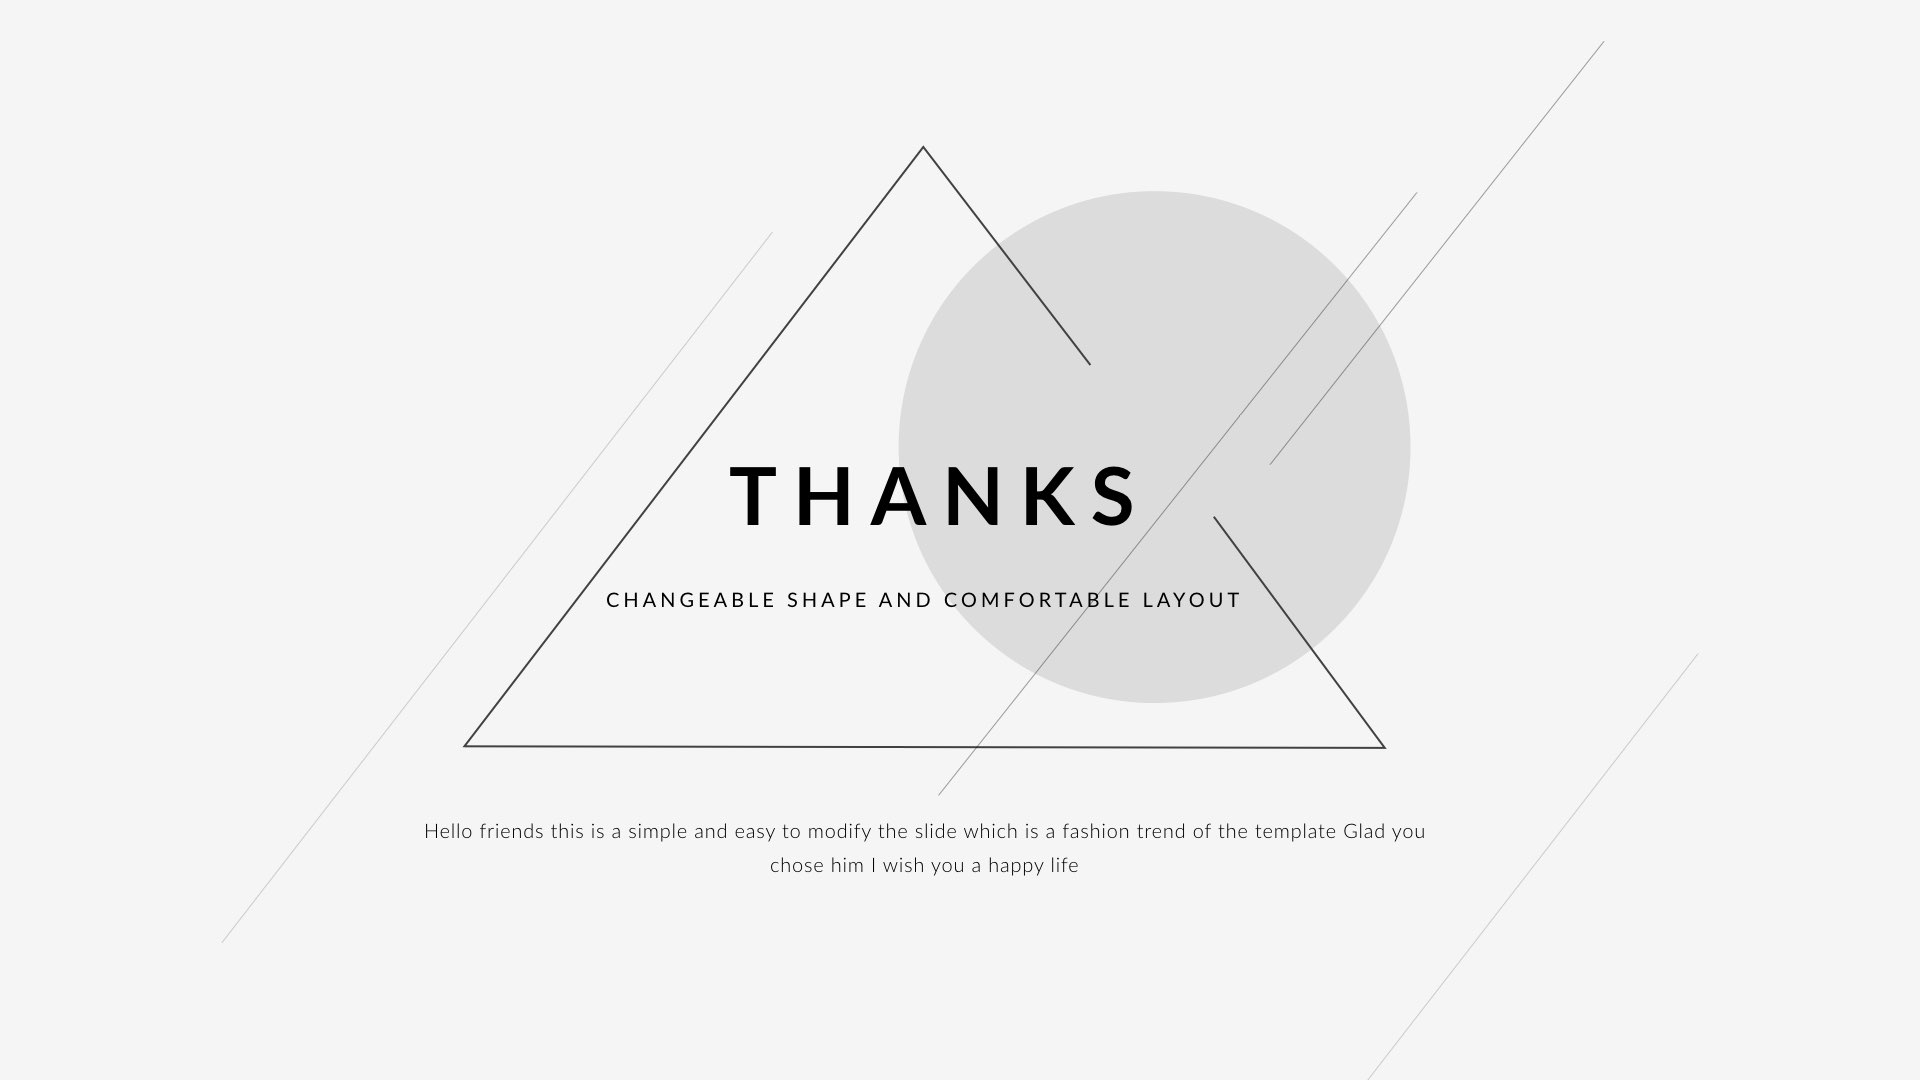 THANKS
CHANGEABLE SHAPE AND COMFORTABLE LAYOUT
Hello friends this is a simple and easy to modify the slide which is a fashion trend of the template Glad you
chose him I wish you a happy life